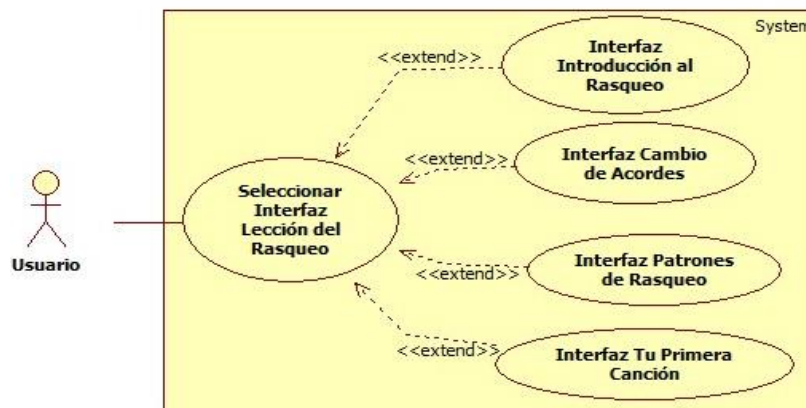 System
Interfaz
Introducción al
Rasqueo
<<extend>>
Interfaz Cambio
de Acordes
<<extend>>
Seleccionar
Interfaz
Lección del
Rasqueo
Usuario
Interfaz Patrones
de Rasqueo
<<extend>>
Interfaz Tu Primera
Canción
<<extend>>